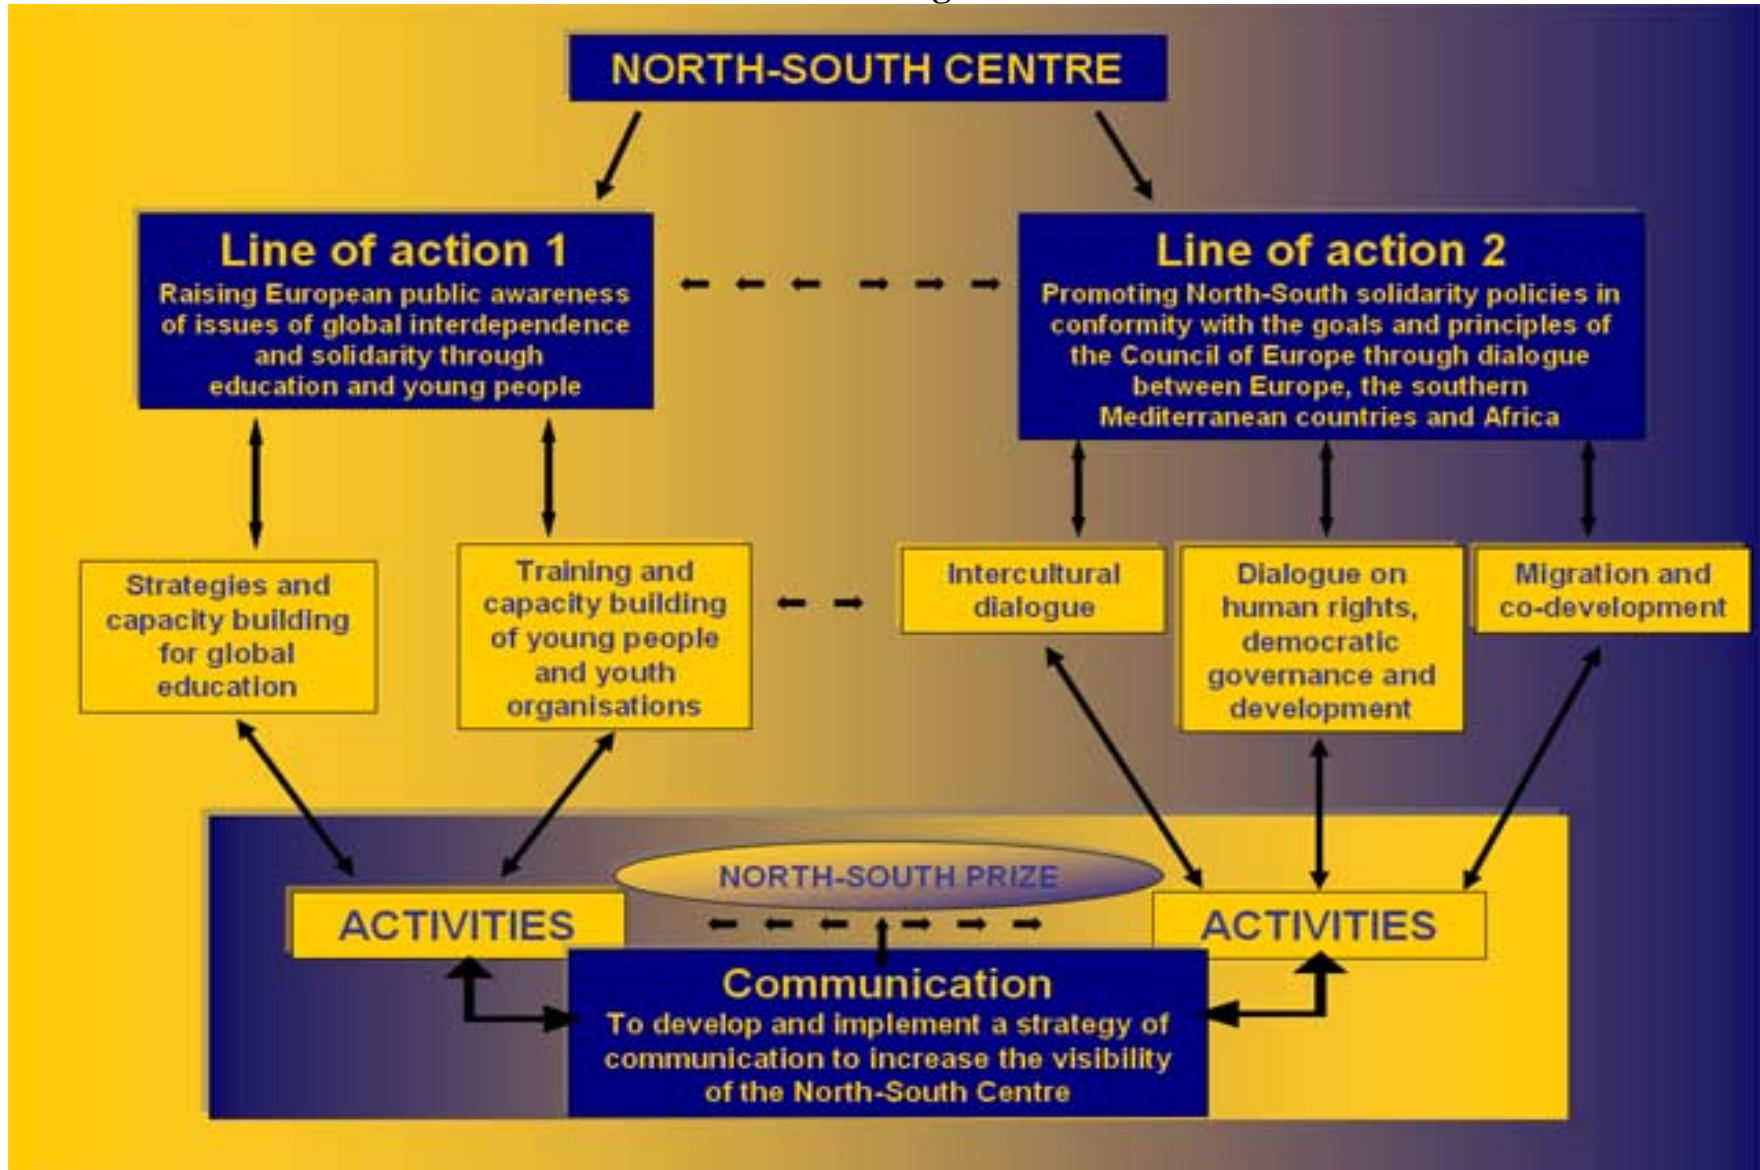 NORTH-SOUTH CENTRE
Line of action 1
Raising European public awareness
of issues of global interdependence
and solidarity through
education and young people
Line of action 2
Promoting North-South solidarity policies in
conformity with the goals and principles of
the Council of Europe through dialogue
between Europe, the southern
Mediterranean countries and Africa
Strategies and
capacity building
for global
education
Training and
capacity building
of young people
and youth
organisations
Intercultural
dialogue
Dialogue on
human rights,
democratic
governance and
development
Migration and
co-development
NORTH-SOUTH PRIZE
ACTIVITIES
ACTIVITIES
Communication
To develop and implement a strategy of
communication to increase the visibility
of the North-South Centre